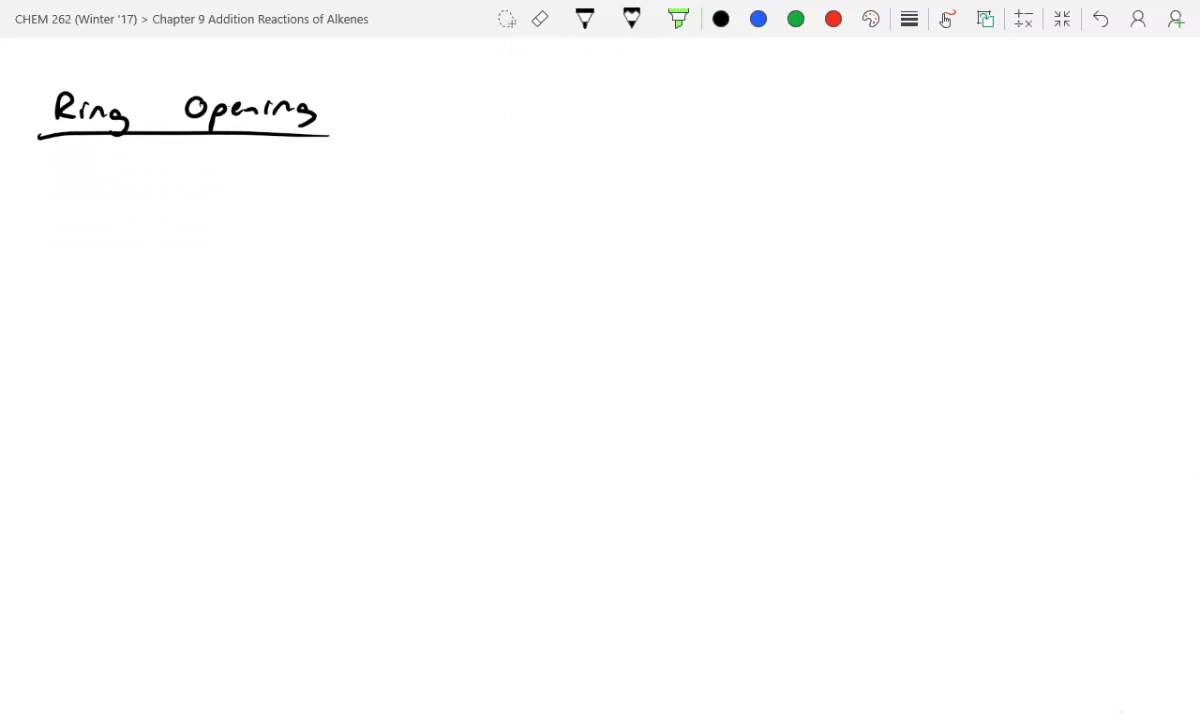 CHEM 262 (Winter '17) > Chapter 9 Addition Reactions of Alkenes
Ring Opening